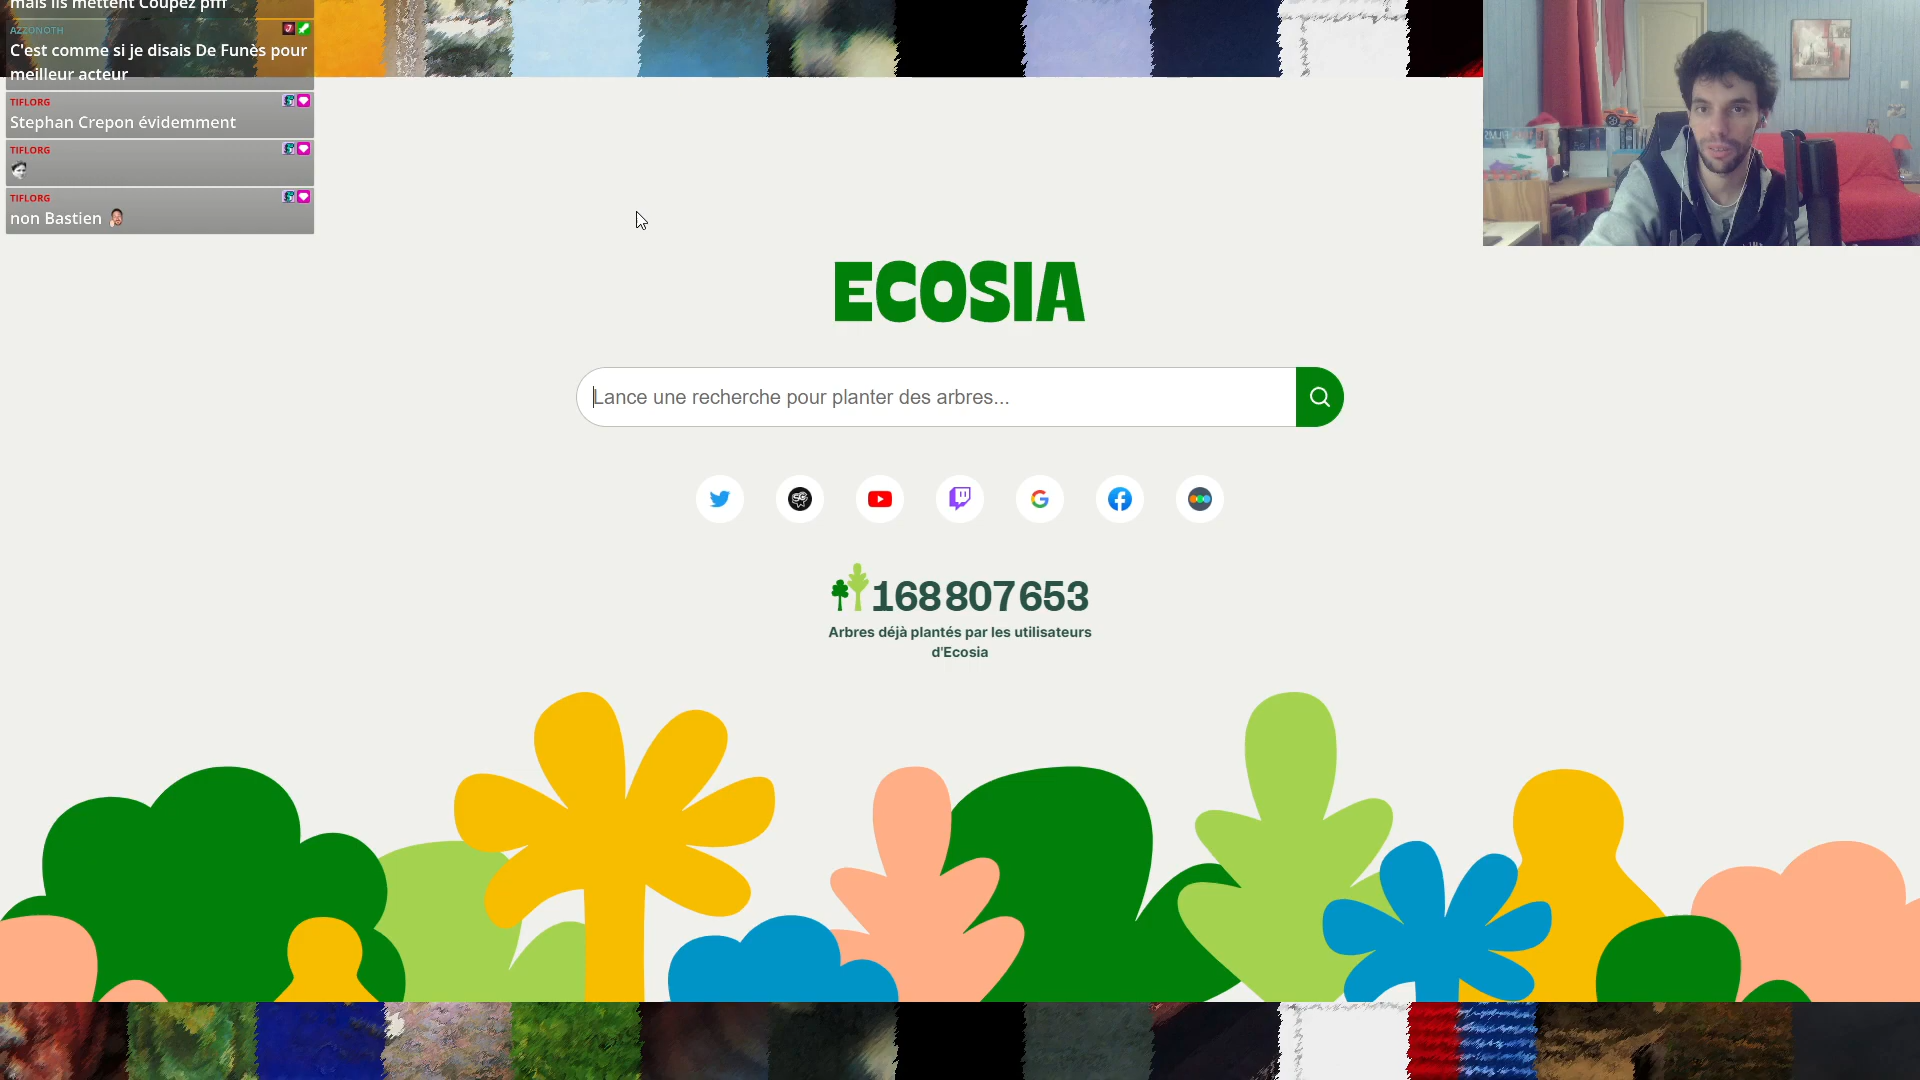 mais ils mettent Coupez pfff
AZZONOTH
C'est comme si je disais De Funès pour
meilleur acteur
TIFLORG
Stephan Crepon évidemment
TIFLORG
TIFLORG
non Bastien
ECOSIA
Lance une recherche pour planter des arbres...
168 807 653
Arbres déjà plantés par les utilisateurs
d'Ecosia